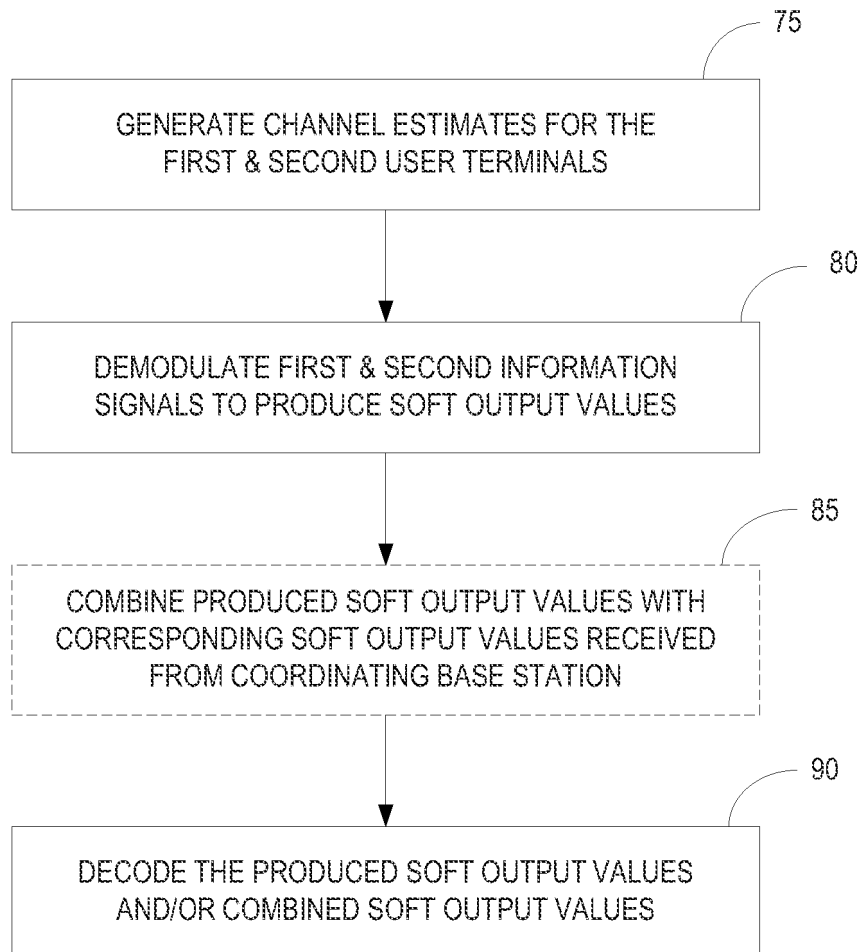 75
GENERATE CHANNEL ESTIMATES FOR THE
FIRST & SECOND USER TERMINALS
80
DEMODULATE FIRST & SECOND INFORMATION
SIGNALS TO PRODUCE SOFT OUTPUT VALUES
85
COMBINE PRODUCED SOFT OUTPUT VALUES WITH
CORRESPONDING SOFT OUTPUT VALUES RECEIVED
FROM COORDINATING BASE STATION
90
DECODE THE PRODUCED SOFT OUTPUT VALUES
AND/OR COMBINED SOFT OUTPUT VALUES